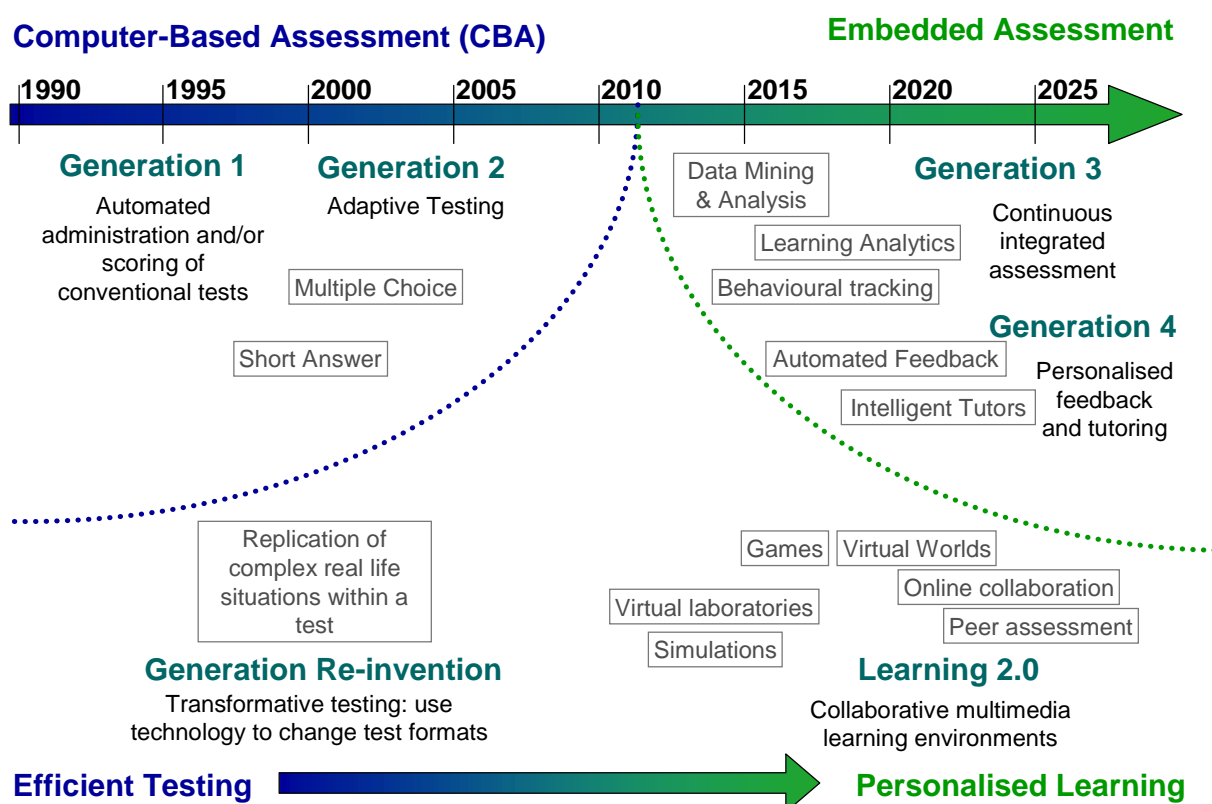 Computer-Based Assessment (CBA)
Embedded Assessment
1990 1995 2000 2005 2010 2015 2020 2025
Generation 1
Automated
administration and/or
scoring of
conventional tests
Generation 2
Adaptive Testing
Multiple Choice
Short Answer
Data Mining
& Analysis
Learning Analytics
Behavioural tracking
Generation 3
Continuous
integrated
assessment
Generation 4
Personalised
feedback
and tutoring
Automated Feedback
Intelligent Tutors
Replication of
complex real life
situations within a
test
Generation Re-invention
Transformative testing: use
technology to change test formats
Games
Virtual Worlds
Online collaboration
Virtual laboratories
Peer assessment
Simulations
Learning 2.0
Collaborative multimedia
learning environments
Efficient Testing
Personalised Learning